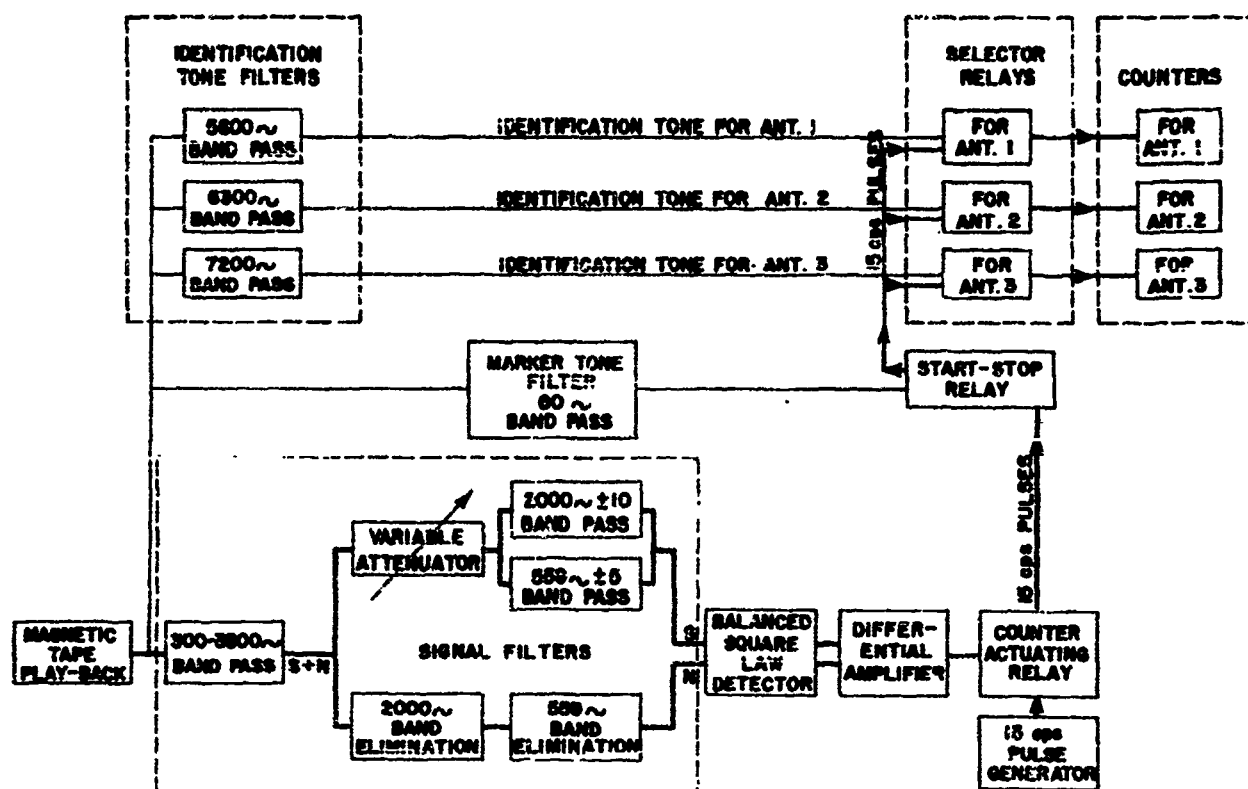 IDENTIFICATION
TONE FILTERS
SELECTOR
RELAYS
COUNTERS
5600~
BAND PASS
IDENTIFICATION TONE FOR ANT. 1
FOR
ANT. 1
FOR
ANT. 1
6300~
BAND PASS
IDENTIFICATION TONE FOR ANT. 2
FOR
ANT. 2
FOR
ANT. 2
7200~
BAND PASS
IDENTIFICATION TONE FOR ANT. 3
FOR
ANT. 3
FOR
ANT. 3
15 cps PULSES
MARKER TONE
FILTER
60~
BAND PASS
START-STOP
RELAY
15 cps PULSES
VARIABLE
ATTENUATOR
2000~ ±10
BAND PASS
559~ ±5
BAND PASS
MAGNETIC
TAPE
PLAY-BACK
300-3800~
BAND PASS
S+N
SIGNAL FILTERS
S
N
BALANCED
SQUARE
LAW
DETECTOR
DIFFER-
ENTIAL
AMPLIFIER
COUNTER
ACTUATING
RELAY
2000~
BAND
ELIMINATION
559~
BAND
ELIMINATION
15 cps
PULSE
GENERATOR